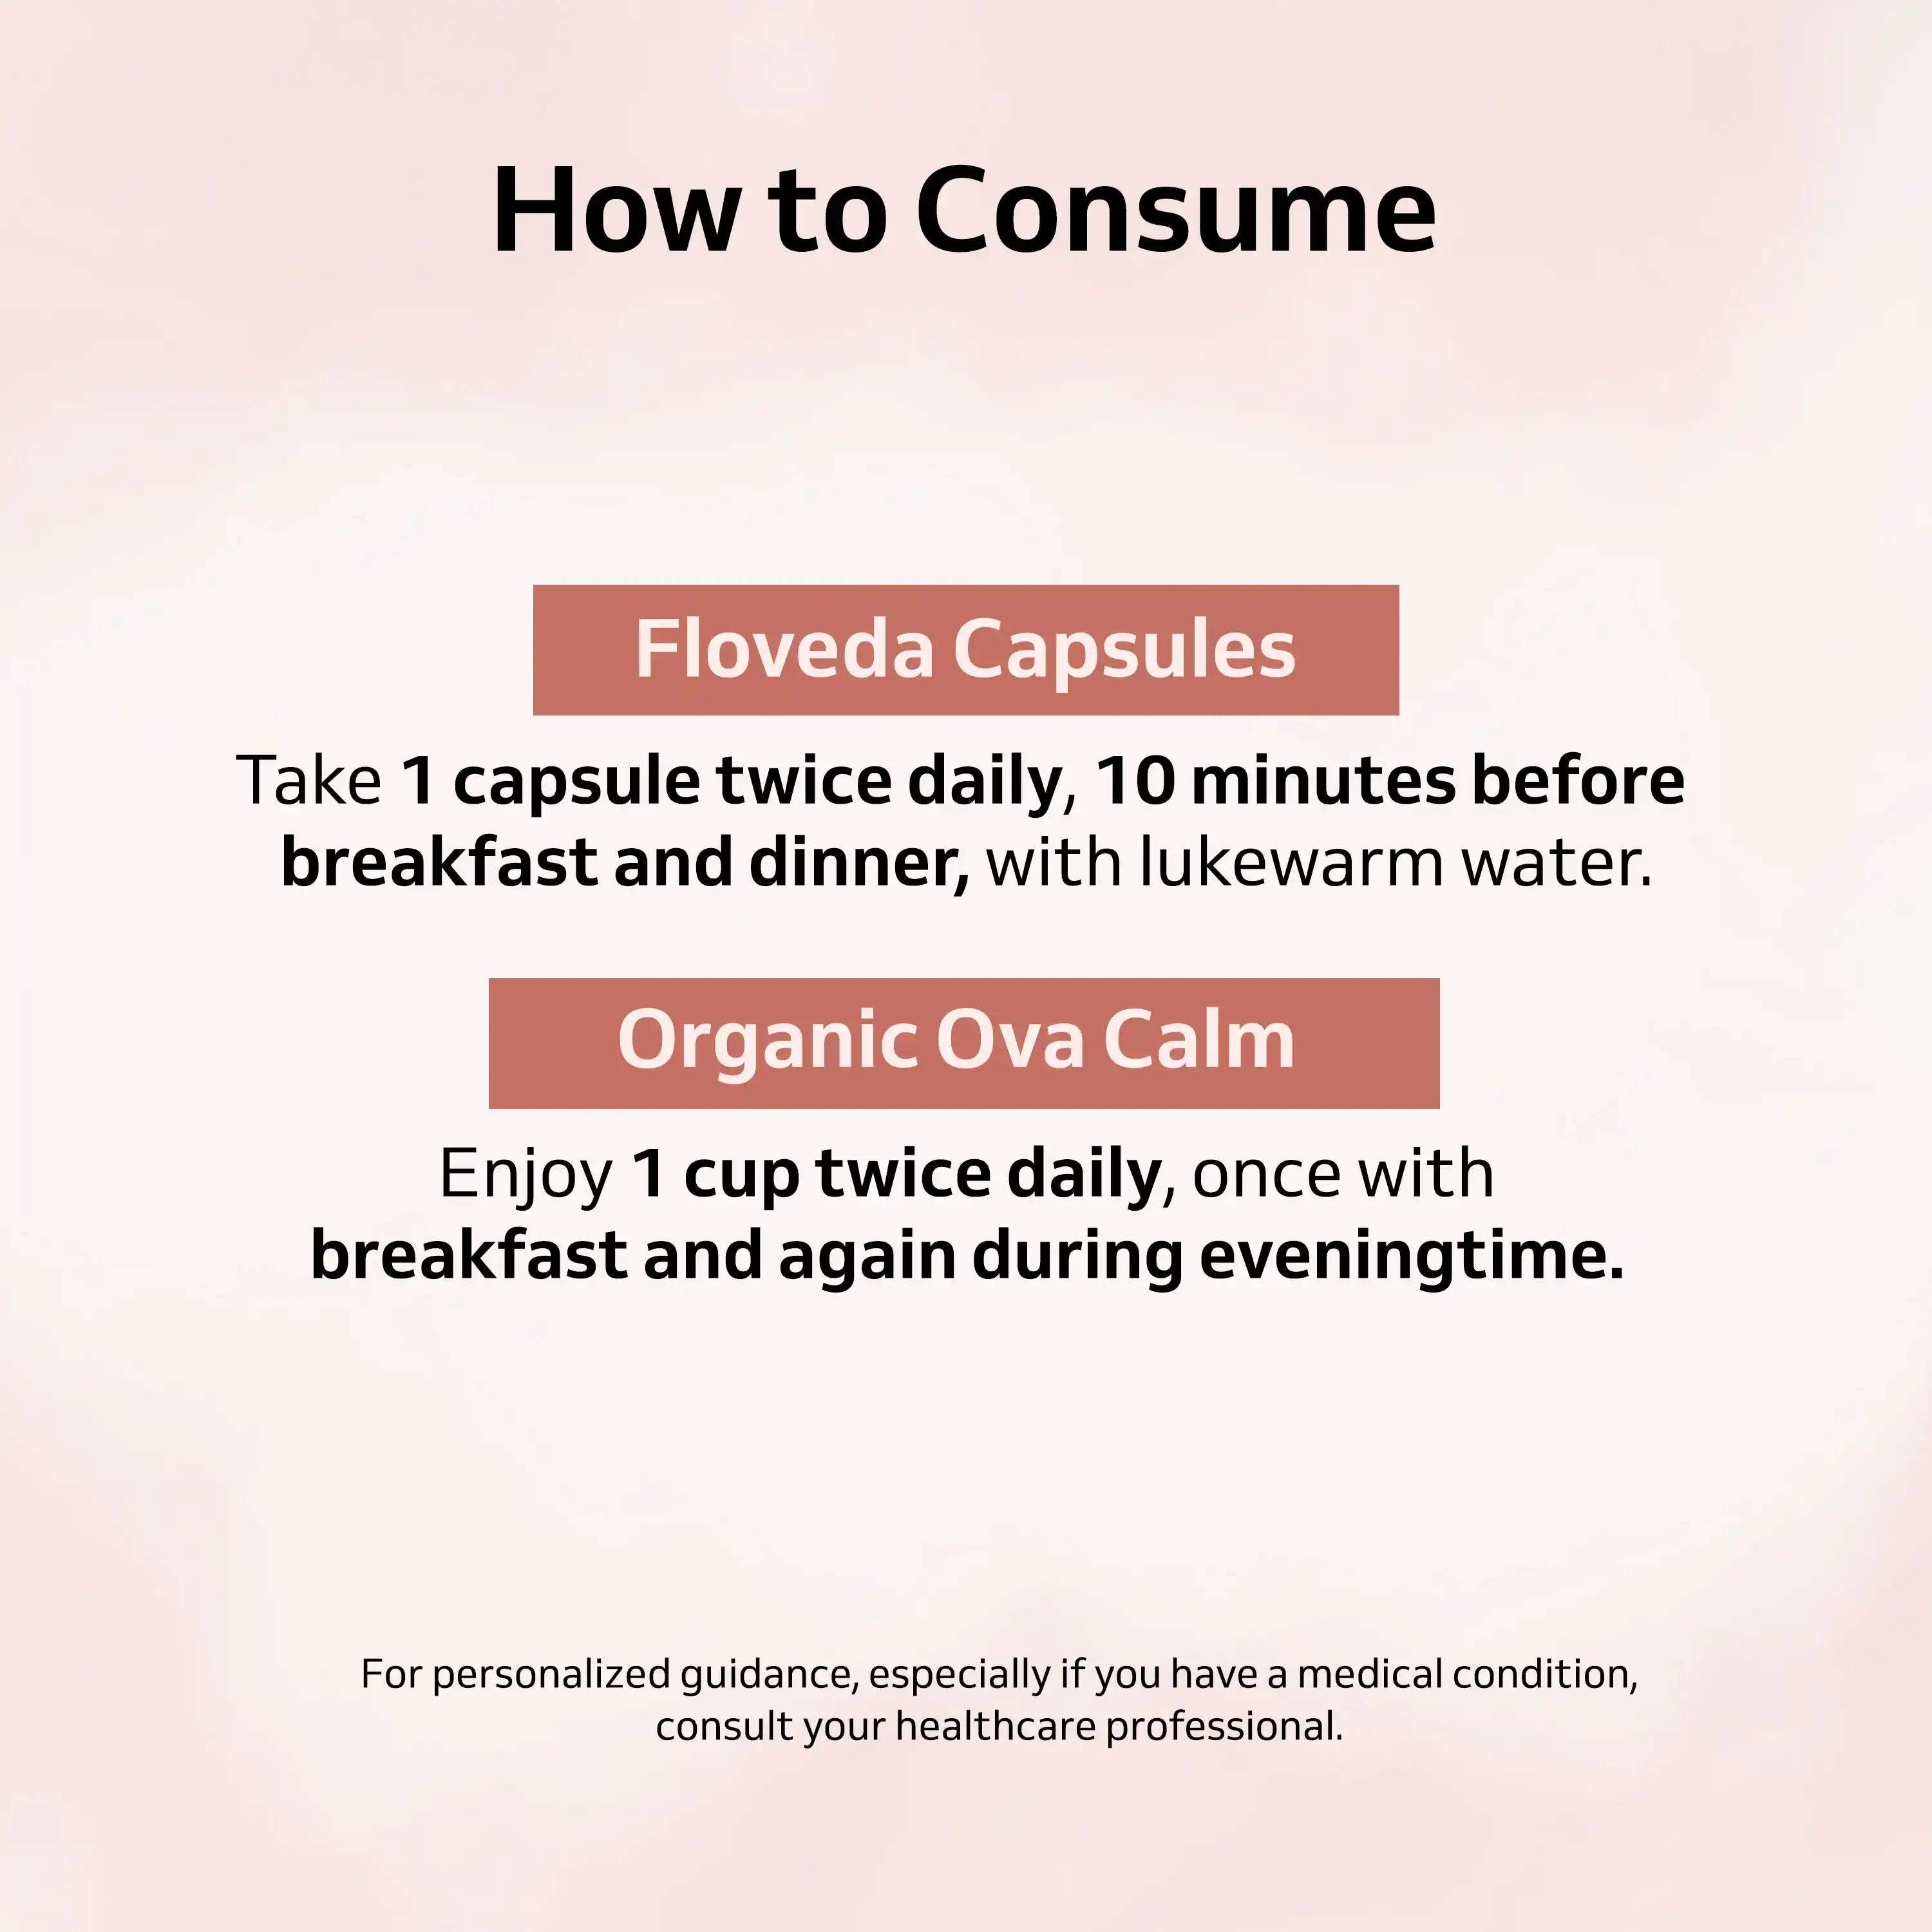 How to Consume
Floveda Capsules
Take 1 capsule twice daily, 10 minutes before
breakfast and dinner, with lukewarm water.
Organic Ova Calm
Enjoy 1 cup twice daily, once with
breakfast and again during eveningtime.
For personalized guidance, especially if you have a medical condition,
consult your healthcare professional.